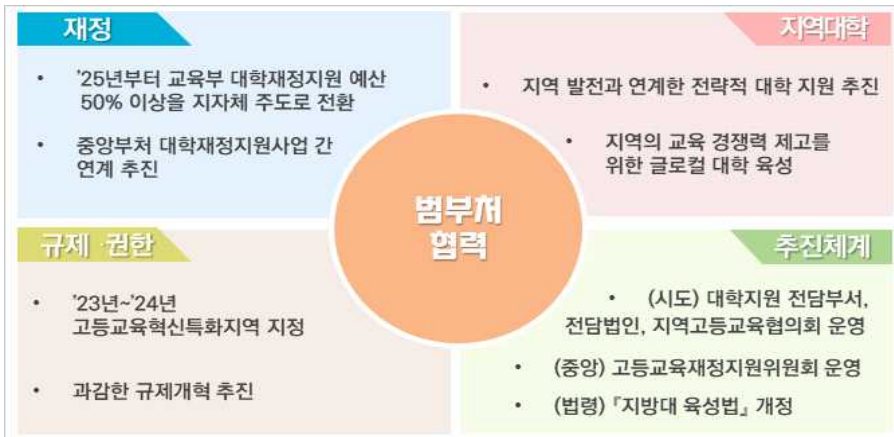 재정
• '25년부터 교육부 대학재정지원 예산
50% 이상을 지자체 주도로 전환
• 중앙부처 대학재정지원사업 간
연계 추진
지역대학
• 지역 발전과 연계한 전략적 대학 지원 추진
• 지역의 교육 경쟁력 제고를
위한 글로컬 대학 육성
범부처
협력
규제·권한
• '23년~'24년
고등교육혁신특화지역 지정
• 과감한 규제개혁 추진
추진체계
• (시도) 대학지원 전담부서,
전담법인, 지역고등교육협의회 운영
• (중앙) 고등교육재정지원위원회 운영
• (법령) 『지방대 육성법』 개정